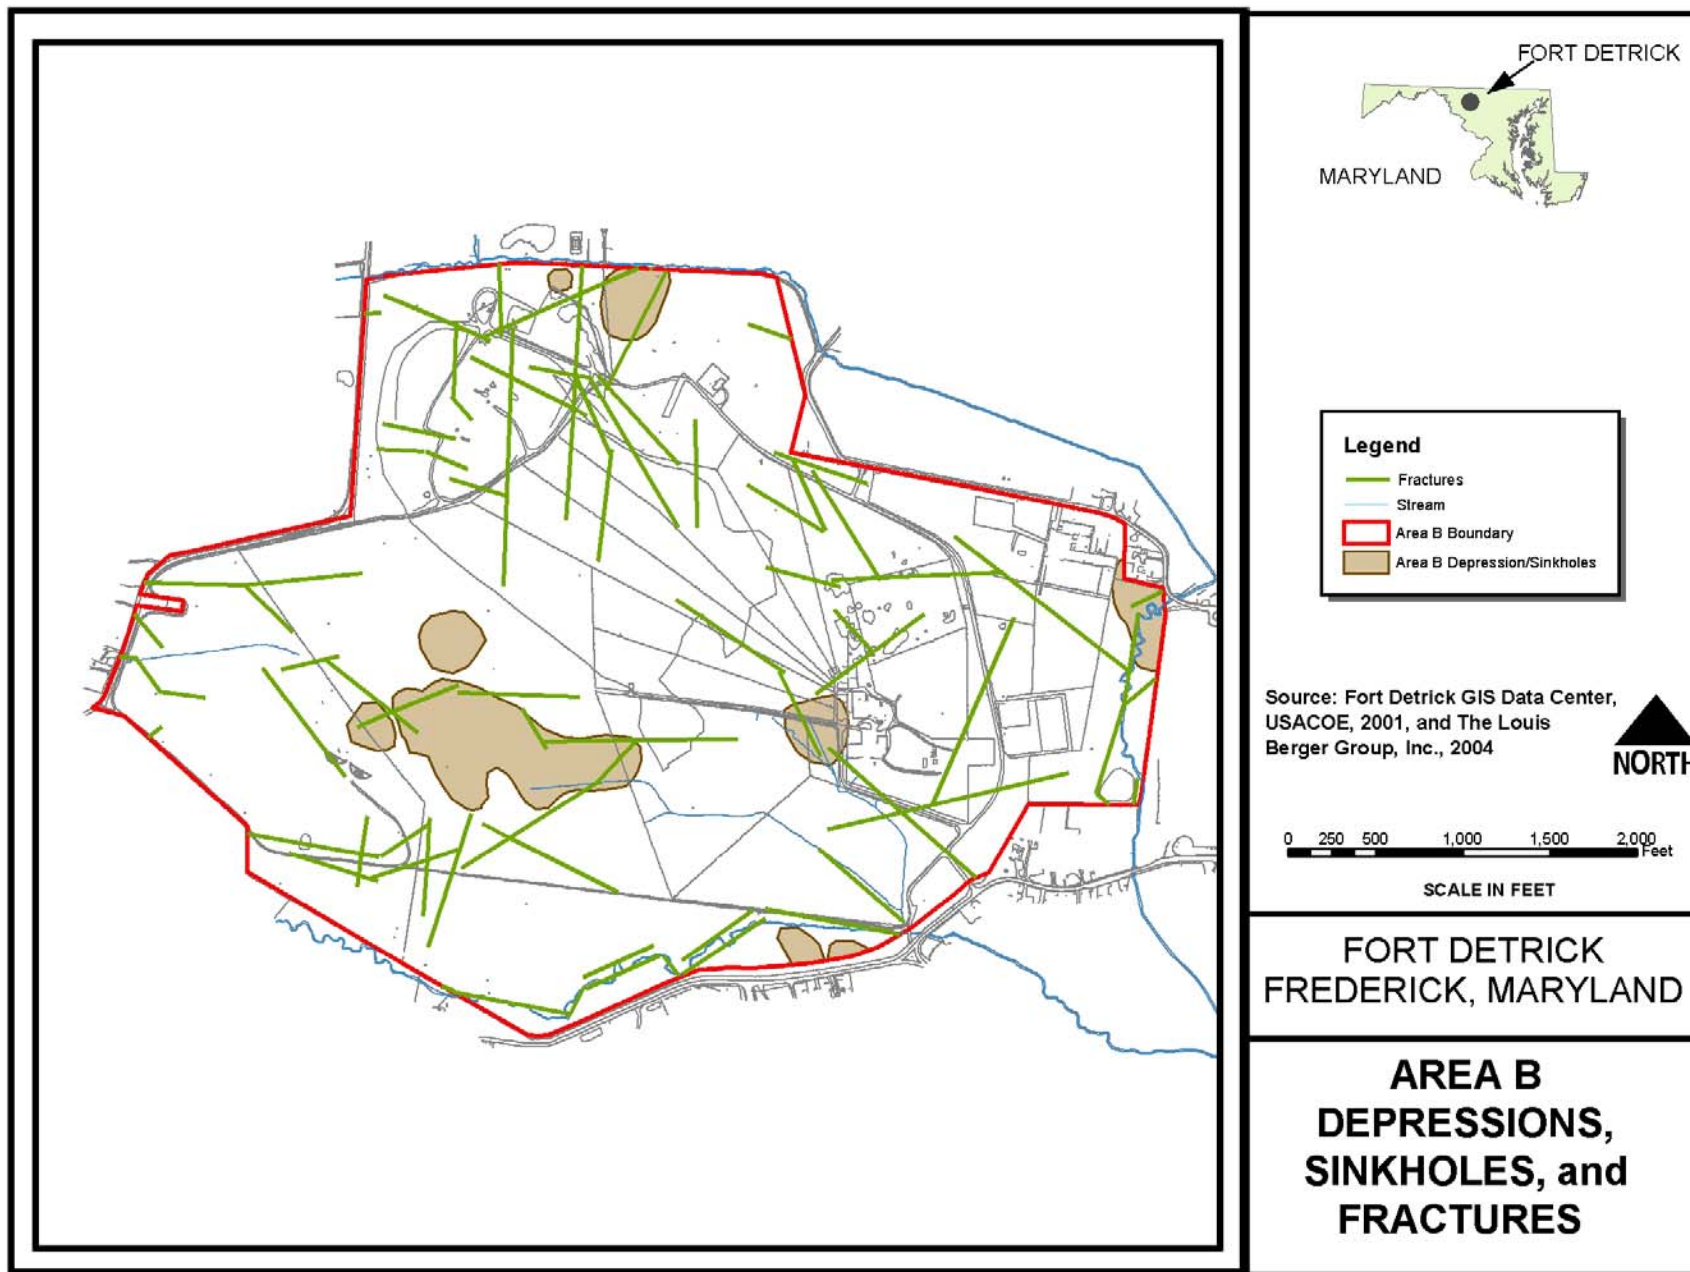 FORT DETRICK
MARYLAND
Legend
Fractures
Stream
Area B Boundary
Area B Depression/Sinkholes
Source: Fort Detrick GIS Data Center,
USACOE, 2001, and The Louis
Berger Group, Inc., 2004
NORTH
0 250 500 1,000 1,500 2,000
Feet
SCALE IN FEET
FORT DETRICK
FREDERICK, MARYLAND
AREA B
DEPRESSIONS,
SINKHOLES, and
FRACTURES